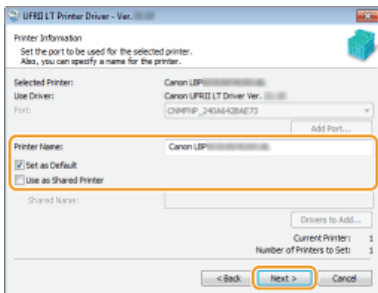 UFRII LT Printer Driver - Ver.
Printer Information
Set the port to be used for the selected printer.
Also, you can specify a name for the printer.
Selected Printer: Canon LBP
Use Driver: Canon UFRII LT Driver Ver.
Port: CNMFNP_240A642BAE73
Add Port...
Printer Name: Canon LBP
Set as Default
Use as Shared Printer
Shared Name:
Drivers to Add...
Current Printer: 1
Number of Printers to Set: 1
< Back Next > Cancel